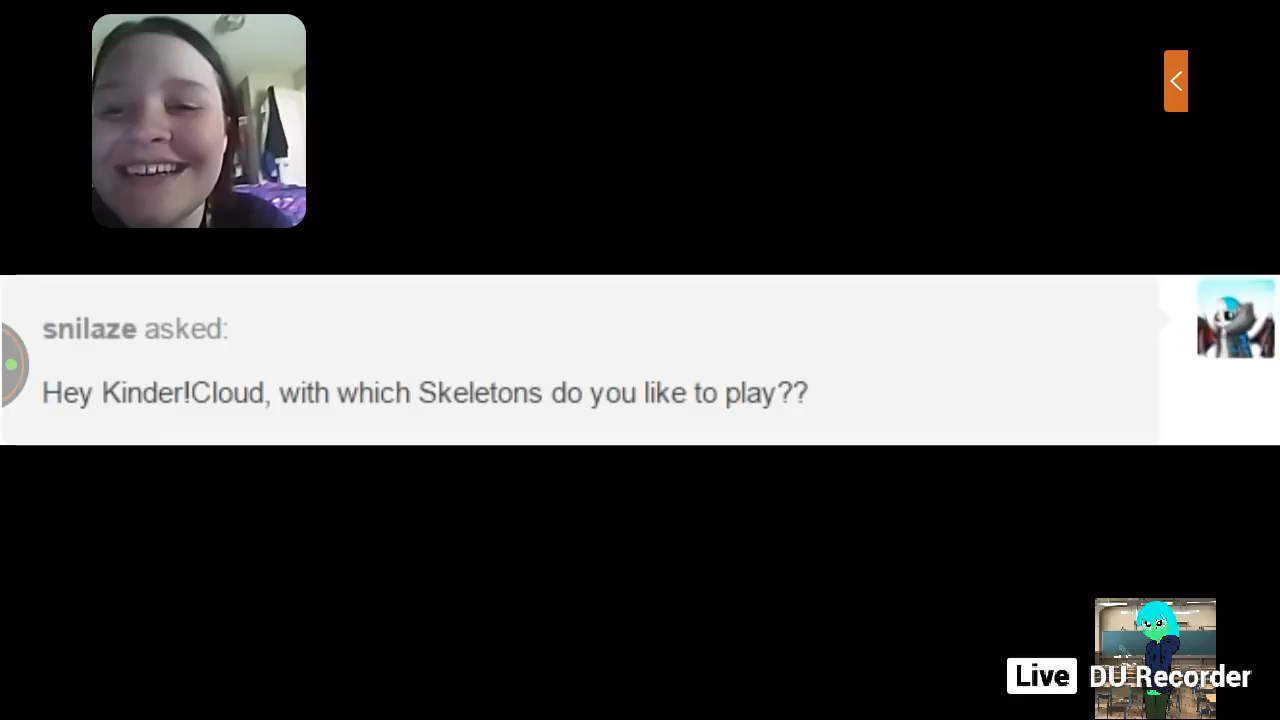 snilaze asked:
Hey Kinder!Cloud, with which Skeletons do you like to play??
Live DU Recorder